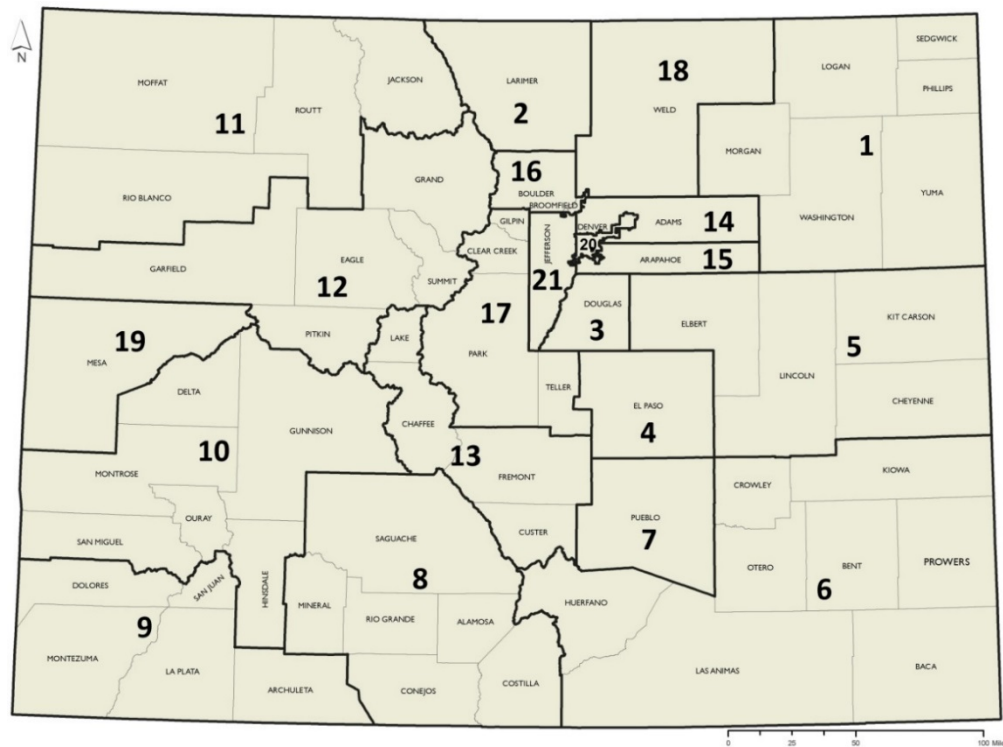 N
SEDGWICK
LOGAN
PHILLIPS
MOFFAT
JACKSON
LARIMER
18
ROUTT
2
WELD
11
MORGAN
1
RIO BLANCO
GRAND
16
BOULDER
BROOMFIELD
WASHINGTON
YUMA
GILPIN
DENVER
ADAMS
14
JEFFERSON
20
CLEAR CREEK
ARAPAHOE
15
GARFIELD
EAGLE
SUMMIT
12
21
17
DOUGLAS
3
ELBERT
KIT CARSON
5
19
MESA
PITKIN
LAKE
PARK
LINCOLN
TELLER
DELTA
CHEYENNE
EL PASO
4
CHAFFEE
GUNNISON
10
13
MONTROSE
FREMONT
KIOWA
CROWLEY
OURAY
PUEBLO
7
CUSTER
SAN MIGUEL
SAGUACHE
8
OTERO
BENT
PROWERS
6
DOLORES
SAN JUAN
HINSDALE
MINERAL
HUERFANO
RIO GRANDE
ALAMOSA
9
MONTEZUMA
LA PLATA
ARCHULETA
CONEJOS
COSTILLA
LAS ANIMAS
BACA
0 25 50 100 Mile